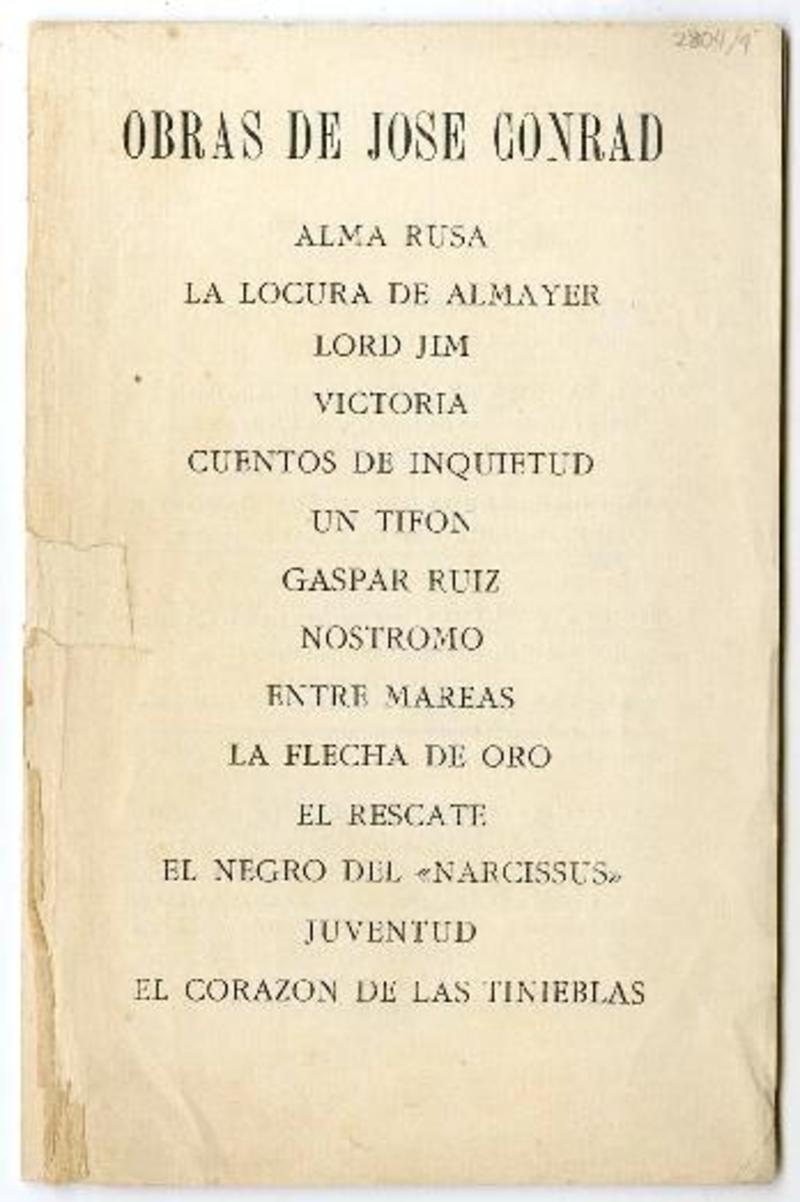 2804/9
OBRAS DE JOSE CONRAD
ALMA RUSA
LA LOCURA DE ALMAYER
LORD JIM
VICTORIA
CUENTOS DE INQUIETUD
UN TIFON
GASPAR RUIZ
NOSTROMO
ENTRE MAREAS
LA FLECHA DE ORO
EL RESCATE
EL NEGRO DEL «NARCISSUS»
JUVENTUD
EL CORAZON DE LAS TINIEBLAS